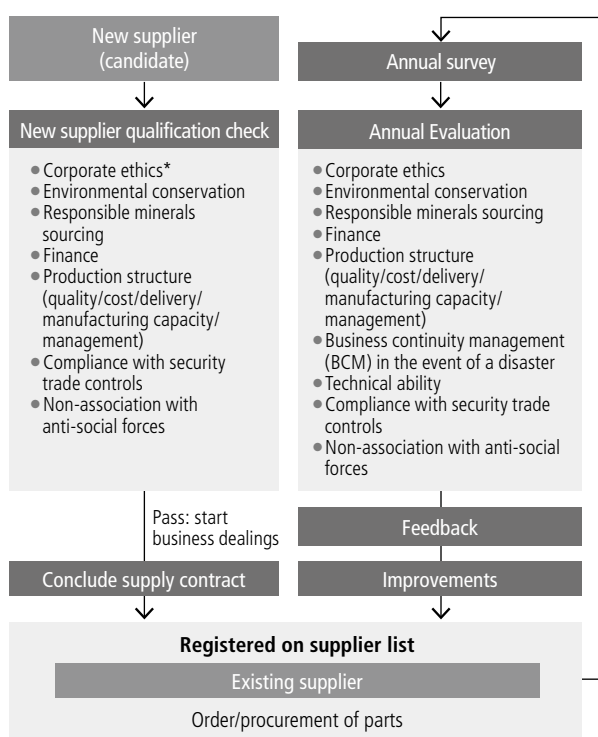 New supplier
(candidate)
New supplier qualification check
● Corporate ethics*
● Environmental conservation
● Responsible minerals
sourcing
● Finance
● Production structure
(quality/cost/delivery/
manufacturing capacity/
management)
● Compliance with security
trade controls
● Non-association with
anti-social forces
Pass: start
business dealings
Conclude supply contract
Annual survey
Annual Evaluation
● Corporate ethics
● Environmental conservation
● Responsible minerals sourcing
● Finance
● Production structure
(quality/cost/delivery/
manufacturing capacity/
management)
● Business continuity management
(BCM) in the event of a disaster
● Technical ability
● Compliance with security trade
controls
● Non-association with anti-social
forces
Feedback
Improvements
Registered on supplier list
Existing supplier
Order/procurement of parts